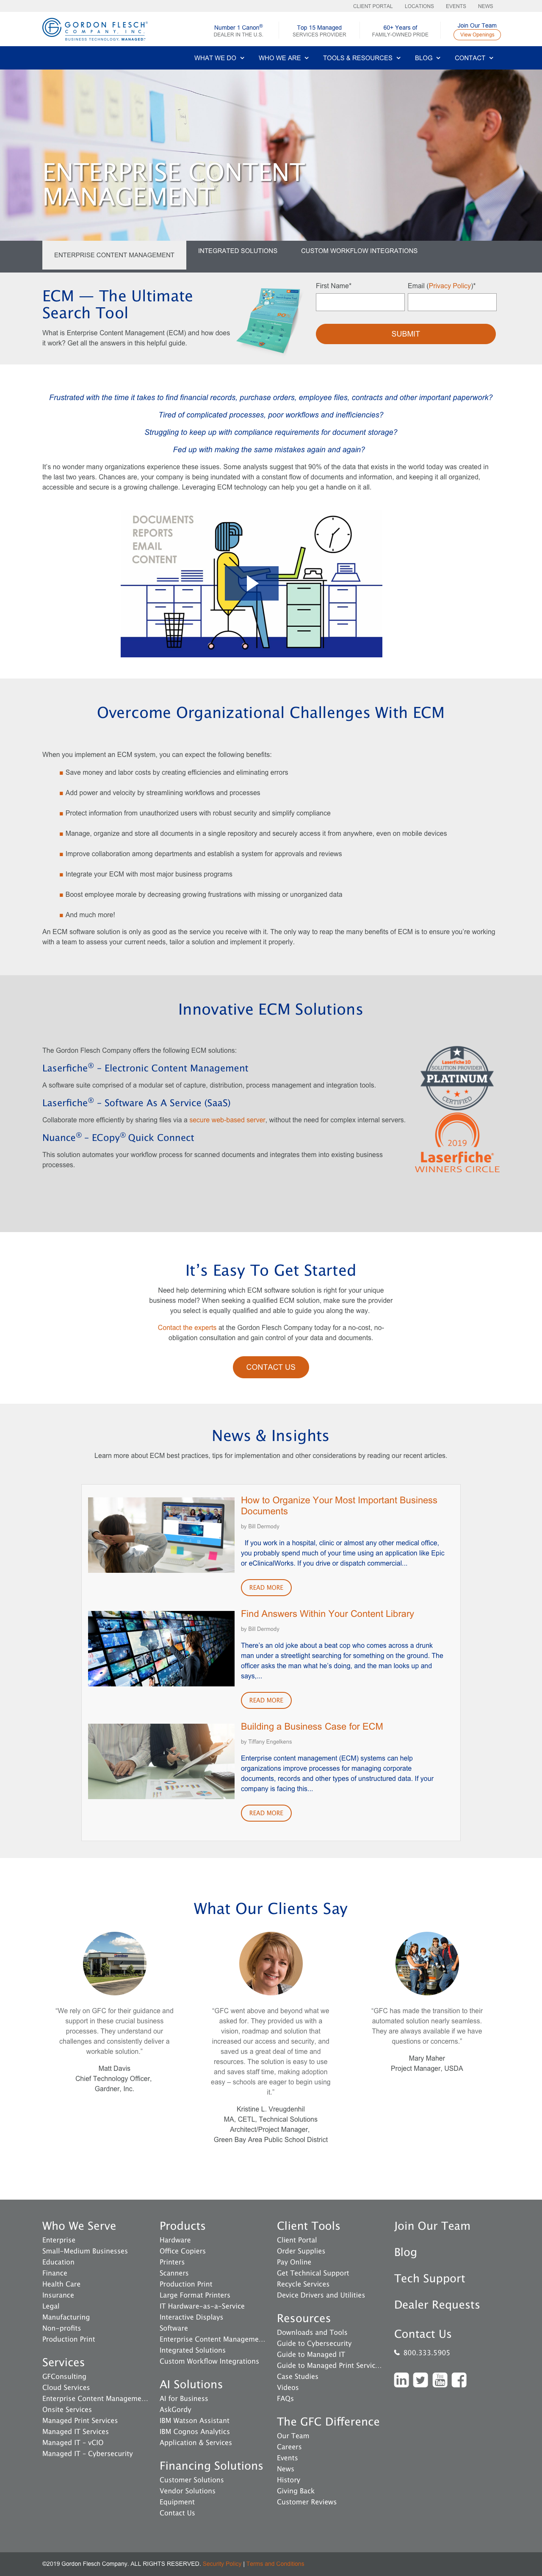 CLIENT PORTAL LOCATIONS EVENTS NEWS
GORDON FLESCH®
COMPANY, INC.
BUSINESS TECHNOLOGY. MANAGED.®
Number 1 Canon®
DEALER IN THE U.S.
Top 15 Managed
SERVICES PROVIDER
60+ Years of
FAMILY-OWNED PRIDE
Join Our Team
View Openings
WHAT WE DO WHO WE ARE TOOLS & RESOURCES BLOG CONTACT
ENTERPRISE CONTENT
MANAGEMENT
ENTERPRISE CONTENT MANAGEMENT INTEGRATED SOLUTIONS CUSTOM WORKFLOW INTEGRATIONS
ECM — The Ultimate
Search Tool
What is Enterprise Content Management (ECM) and how does
it work? Get all the answers in this helpful guide.
First Name*
Email (Privacy Policy)*
SUBMIT
Frustrated with the time it takes to find financial records, purchase orders, employee files, contracts and other important paperwork?
Tired of complicated processes, poor workflows and inefficiencies?
Struggling to keep up with compliance requirements for document storage?
Fed up with making the same mistakes again and again?
It's no wonder many organizations experience these issues. Some analysts suggest that 90% of the data that exists in the world today was created in
the last two years. Chances are, your company is being inundated with a constant flow of documents and information, and keeping it all organized,
accessible and secure is a growing challenge. Leveraging ECM technology can help you get a handle on it all.
DOCUMENTS
REPORTS
EMAIL
CONTENT
Overcome Organizational Challenges With ECM
When you implement an ECM system, you can expect the following benefits:
Save money and labor costs by creating efficiencies and eliminating errors
Add power and velocity by streamlining workflows and processes
Protect information from unauthorized users with robust security and simplify compliance
Manage, organize and store all documents in a single repository and securely access it from anywhere, even on mobile devices
Improve collaboration among departments and establish a system for approvals and reviews
Integrate your ECM with most major business programs
Boost employee morale by decreasing growing frustrations with missing or unorganized data
And much more!
An ECM software solution is only as good as the service you receive with it. The only way to reap the many benefits of ECM is to ensure you're working
with a team to assess your current needs, tailor a solution and implement it properly.
Innovative ECM Solutions
The Gordon Flesch Company offers the following ECM solutions:
Laserfiche® – Electronic Content Management
A software suite comprised of a modular set of capture, distribution, process management and integration tools.
Laserfiche® – Software As A Service (SaaS)
Collaborate more efficiently by sharing files via a secure web-based server, without the need for complex internal servers.
Nuance® – ECopy® Quick Connect
This solution automates your workflow process for scanned documents and integrates them into existing business
processes.
Laserfiche ID
SOLUTION PROVIDER
PLATINUM
CERTIFIED
2019
Laserfiche®
WINNERS CIRCLE
It's Easy To Get Started
Need help determining which ECM software solution is right for your unique
business model? When seeking a qualified ECM solution, make sure the provider
you select is equally qualified and able to guide you along the way.
Contact the experts at the Gordon Flesch Company today for a no-cost, no-
obligation consultation and gain control of your data and documents.
CONTACT US
News & Insights
Learn more about ECM best practices, tips for implementation and other considerations by reading our recent articles.
How to Organize Your Most Important Business
Documents
by Bill Dermody
If you work in a hospital, clinic or almost any other medical office,
you probably spend much of your time using an application like Epic
or eClinicalWorks. If you drive or dispatch commercial...
READ MORE
Find Answers Within Your Content Library
by Bill Dermody
There's an old joke about a beat cop who comes across a drunk
man under a streetlight searching for something on the ground. The
officer asks the man what he's doing, and the man looks up and
says,...
READ MORE
Building a Business Case for ECM
by Tiffany Engelkens
Enterprise content management (ECM) systems can help
organizations improve processes for managing corporate
documents, records and other types of unstructured data. If your
company is facing this...
READ MORE
What Our Clients Say
"We rely on GFC for their guidance and
support in these crucial business
processes. They understand our
challenges and consistently deliver a
workable solution."
Matt Davis
Chief Technology Officer,
Gardner, Inc.
"GFC went above and beyond what we
asked for. They provided us with a
vision, roadmap and solution that
increased our access and security, and
saved us a great deal of time and
resources. The solution is easy to use
and saves staff time, making adoption
easy – schools are eager to begin using
it."
Kristine L. Vreugdenhil
MA, CETL, Technical Solutions
Architect/Project Manager,
Green Bay Area Public School District
"GFC has made the transition to their
automated solution nearly seamless.
They are always available if we have
questions or concerns."
Mary Maher
Project Manager, USDA
Who We Serve
Enterprise
Small-Medium Businesses
Education
Finance
Health Care
Insurance
Legal
Manufacturing
Non-profits
Production Print
Services
GFConsulting
Cloud Services
Enterprise Content Manageme...
Onsite Services
Managed Print Services
Managed IT Services
Managed IT - vCIO
Managed IT - Cybersecurity
Products
Hardware
Office Copiers
Printers
Scanners
Production Print
Large Format Printers
IT Hardware-as-a-Service
Interactive Displays
Software
Enterprise Content Manageme...
Integrated Solutions
Custom Workflow Integrations
AI Solutions
AI for Business
AskGordy
IBM Watson Assistant
IBM Cognos Analytics
Application & Services
Financing Solutions
Customer Solutions
Vendor Solutions
Equipment
Contact Us
Client Tools
Client Portal
Order Supplies
Pay Online
Get Technical Support
Recycle Services
Device Drivers and Utilities
Resources
Downloads and Tools
Guide to Cybersecurity
Guide to Managed IT
Guide to Managed Print Servic...
Case Studies
Videos
FAQs
The GFC Difference
Our Team
Careers
Events
News
History
Giving Back
Customer Reviews
Join Our Team
Blog
Tech Support
Dealer Requests
Contact Us
800.333.5905
©2019 Gordon Flesch Company. ALL RIGHTS RESERVED. Security Policy | Terms and Conditions